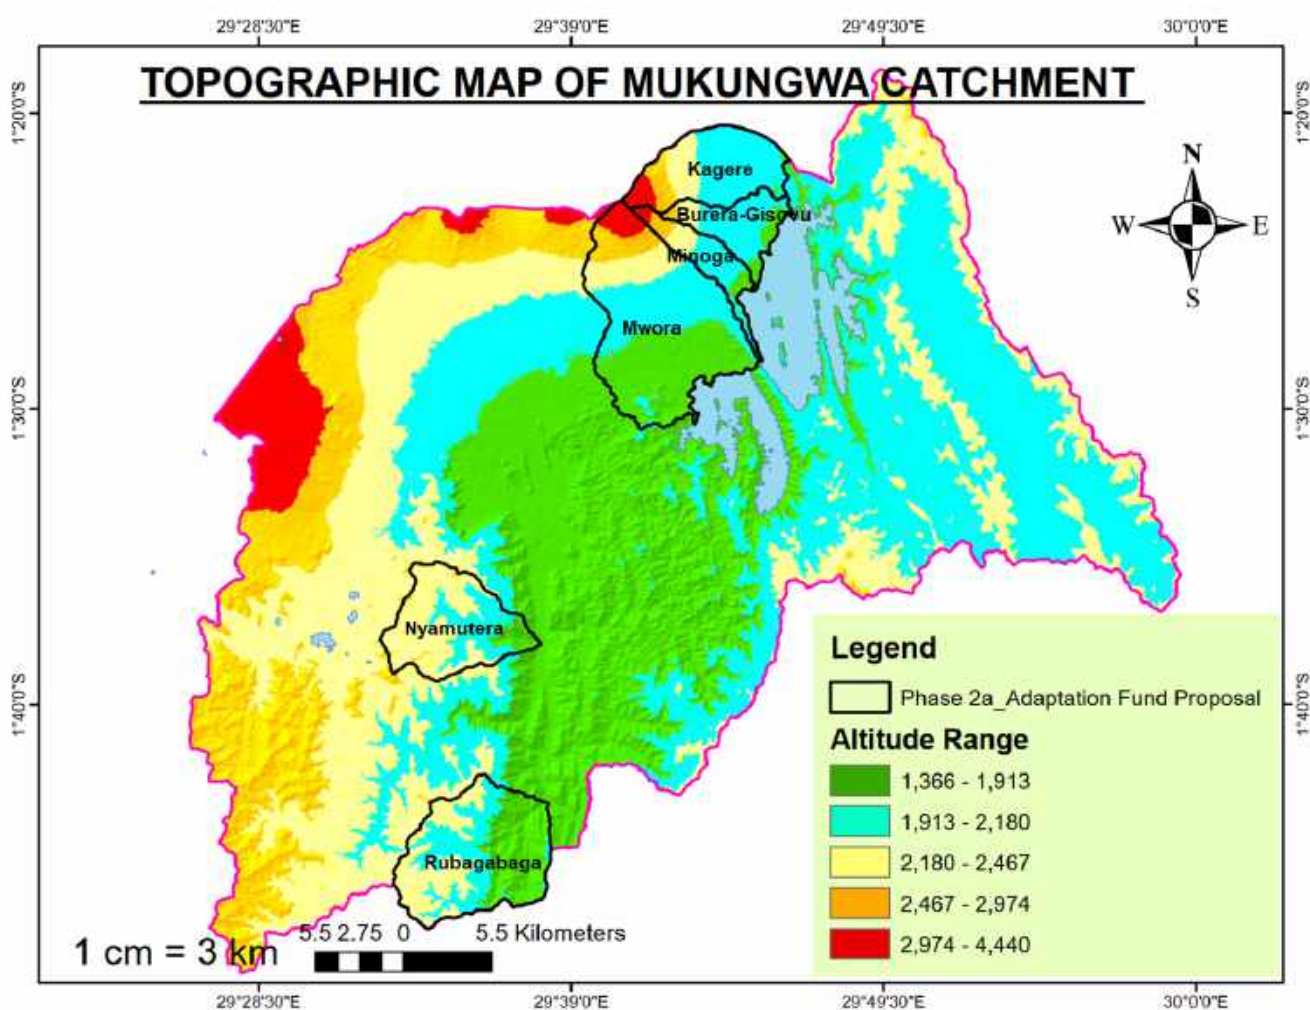 29°28'30"E 29°39'0"E 29°49'30"E 30°0'0"E
TOPOGRAPHIC MAP OF MUKUNGWA CATCHMENT
1°20'0"S 1°20'0"S
Kagere
N
Burera-Gisovu
W E
Minoga
S
Mwora
1°30'0"S 1°30'0"S
Nyamutera
Legend
Phase 2a_Adaptation Fund Proposal
1°40'0"S 1°40'0"S
Altitude Range
1,366 - 1,913
1,913 - 2,180
Rubagabaga
2,180 - 2,467
2,467 - 2,974
5.5 2.75 0 5.5 Kilometers
1 cm = 3 km
2,974 - 4,440
29°28'30"E 29°39'0"E 29°49'30"E 30°0'0"E